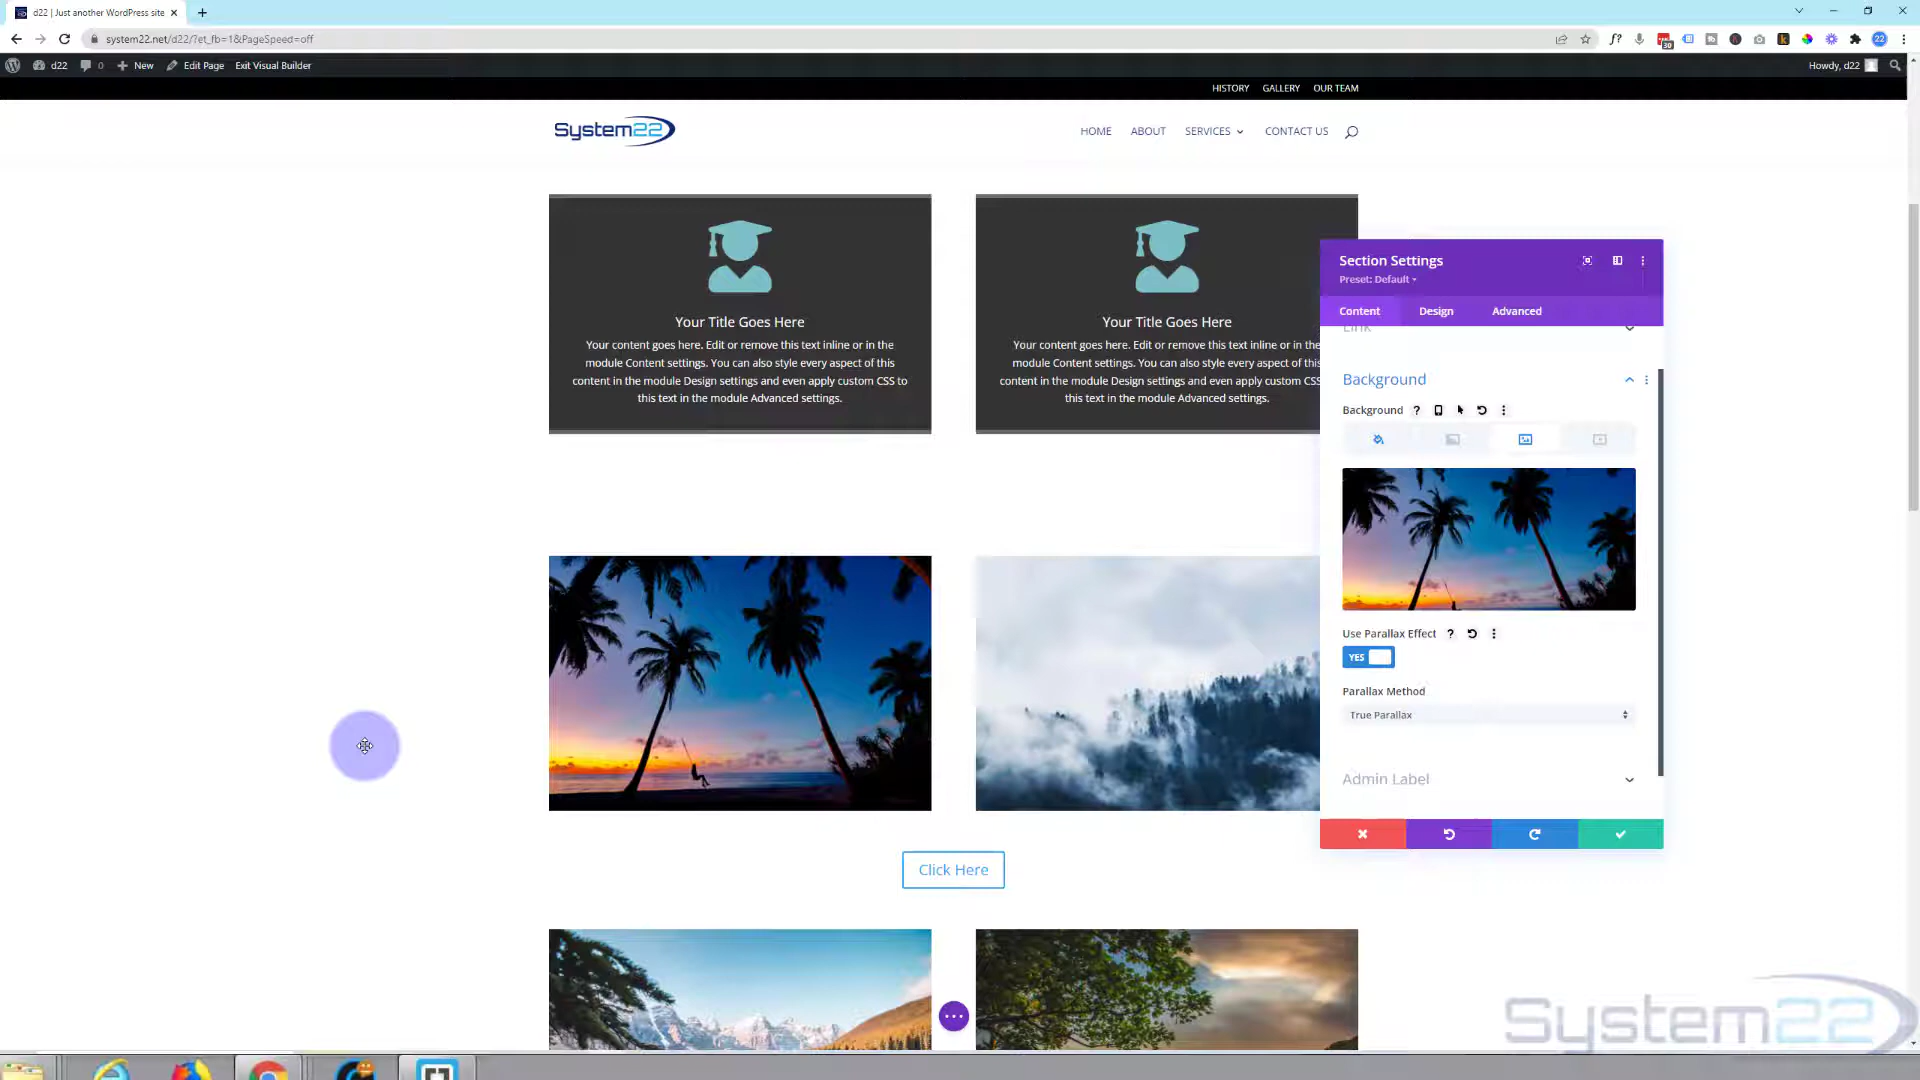 d22 | Just another WordPress site
system22.net/d22/?et_fb=1&PageSpeed=off
f?
30
22
d22
0
New
Edit Page
Exit Visual Builder
Howdy, d22
HISTORY
GALLERY
OUR TEAM
System22
HOME
ABOUT
SERVICES
CONTACT US
Your Title Goes Here
Your content goes here. Edit or remove this text inline or in the
module Content settings. You can also style every aspect of this
content in the module Design settings and even apply custom CSS to
this text in the module Advanced settings.
Your Title Goes Here
Your content goes here. Edit or remove this text inline or in the
module Content settings. You can also style every aspect of this
content in the module Design settings and even apply custom CSS
this text in the module Advanced settings.
Section Settings
Preset: Default
Content
Design
Advanced
Link
Background
Background
Use Parallax Effect
YES
Parallax Method
True Parallax
Admin Label
Click Here
System22